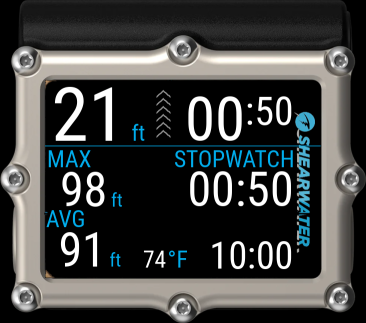 21 ft 00:50
MAX STOPWATCH
98 ft 00:50
AVG
91 ft 74°F 10:00
SHEARWATER